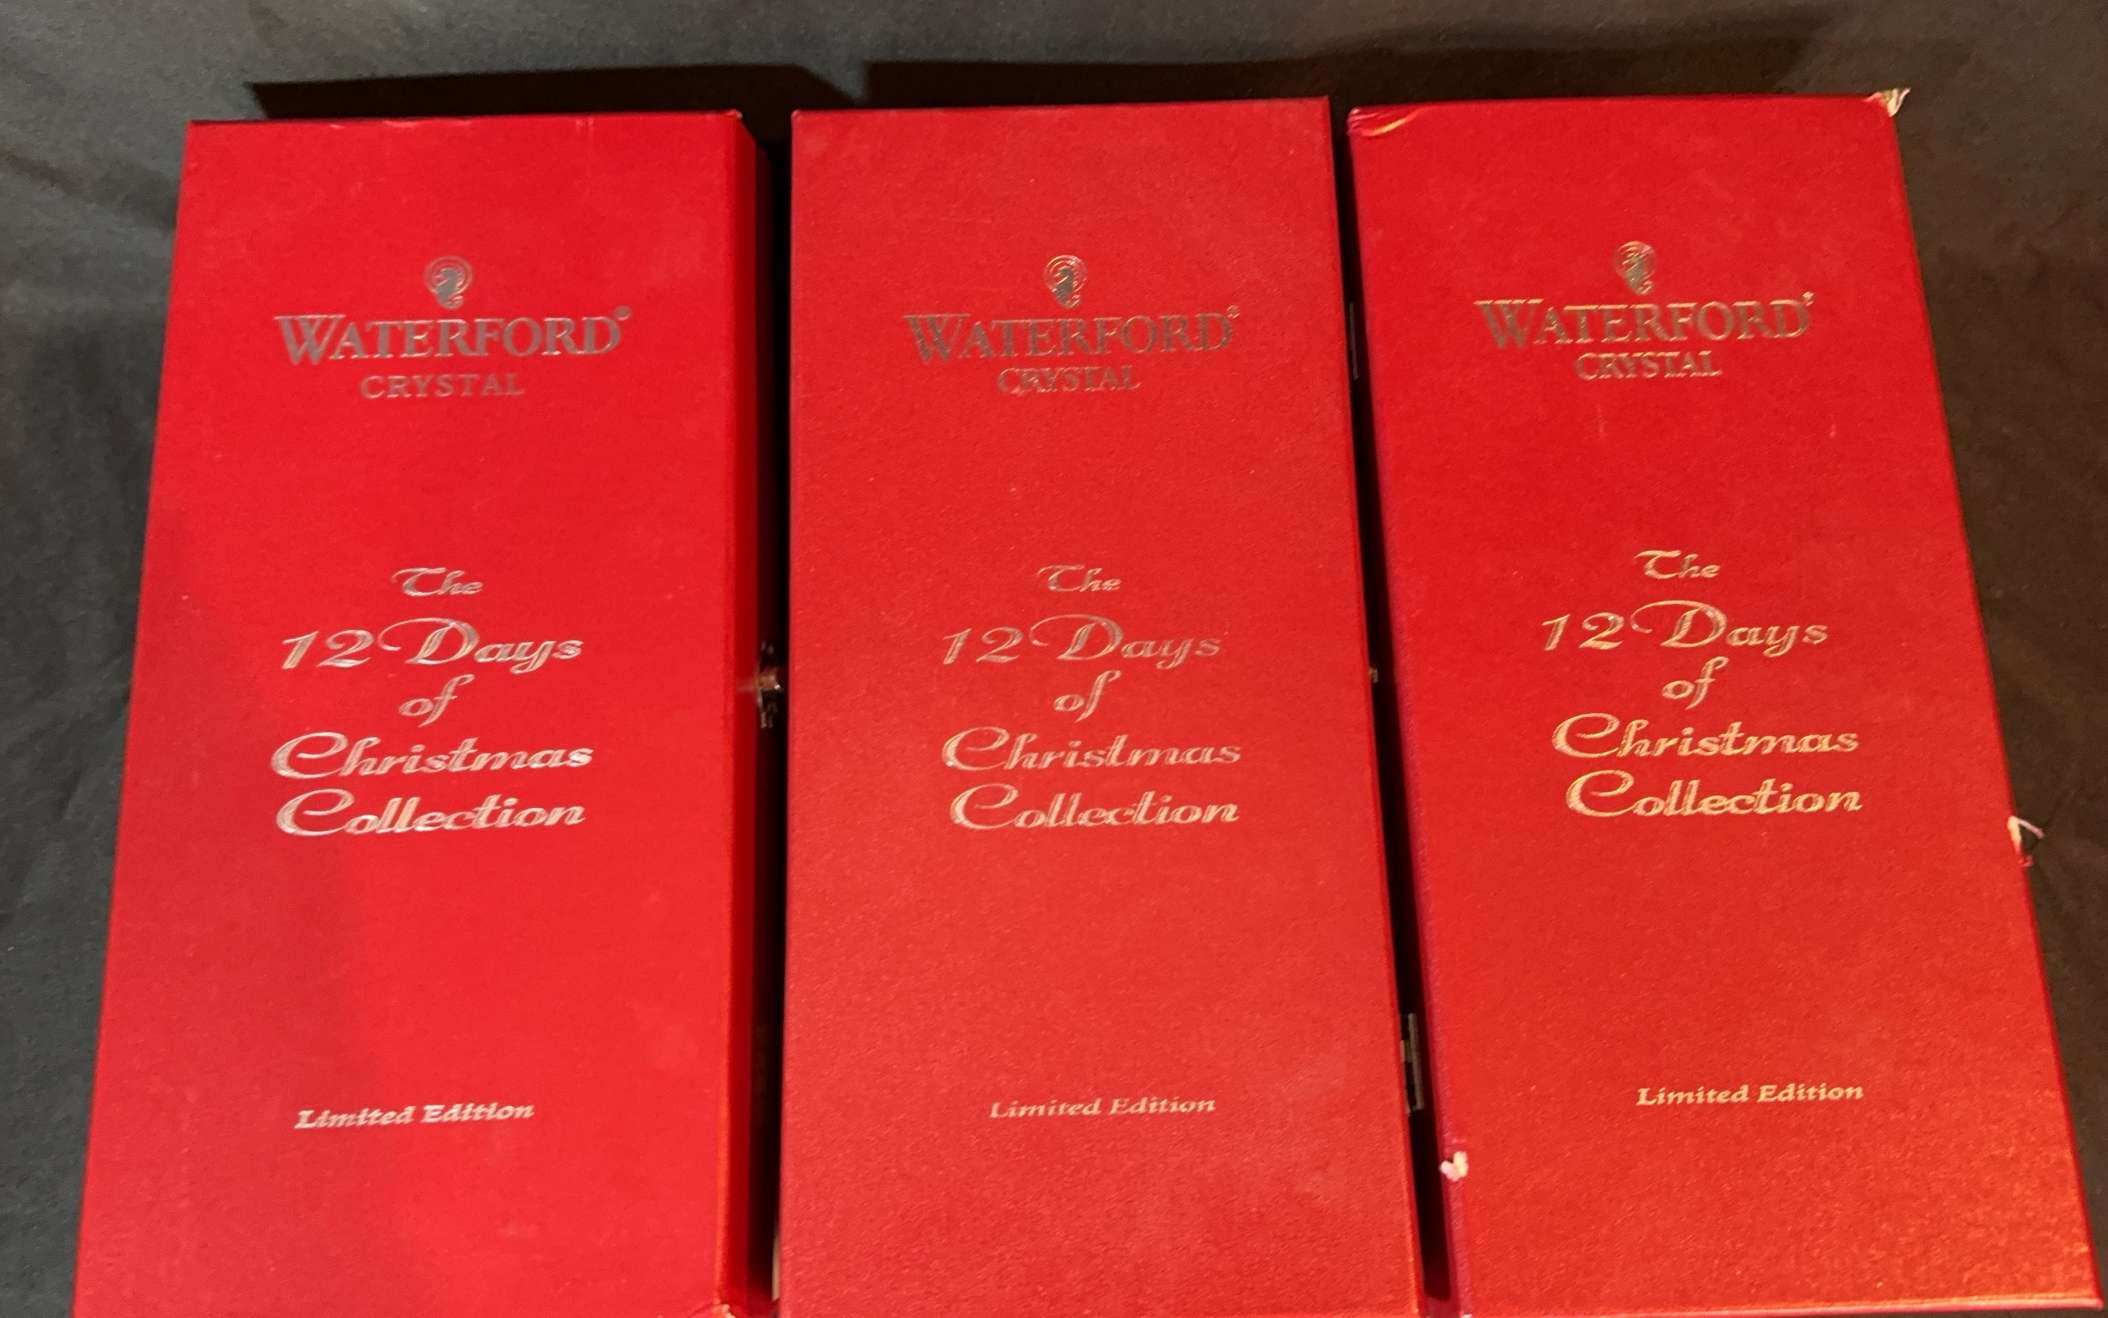 WATERFORD®
CRYSTAL
The
12 Days
of
Christmas
Collection
Limited Edition
WATERFORD®
CRYSTAL
The
12 Days
of
Christmas
Collection
Limited Edition
WATERFORD®
CRYSTAL
The
12 Days
of
Christmas
Collection
Limited Edition